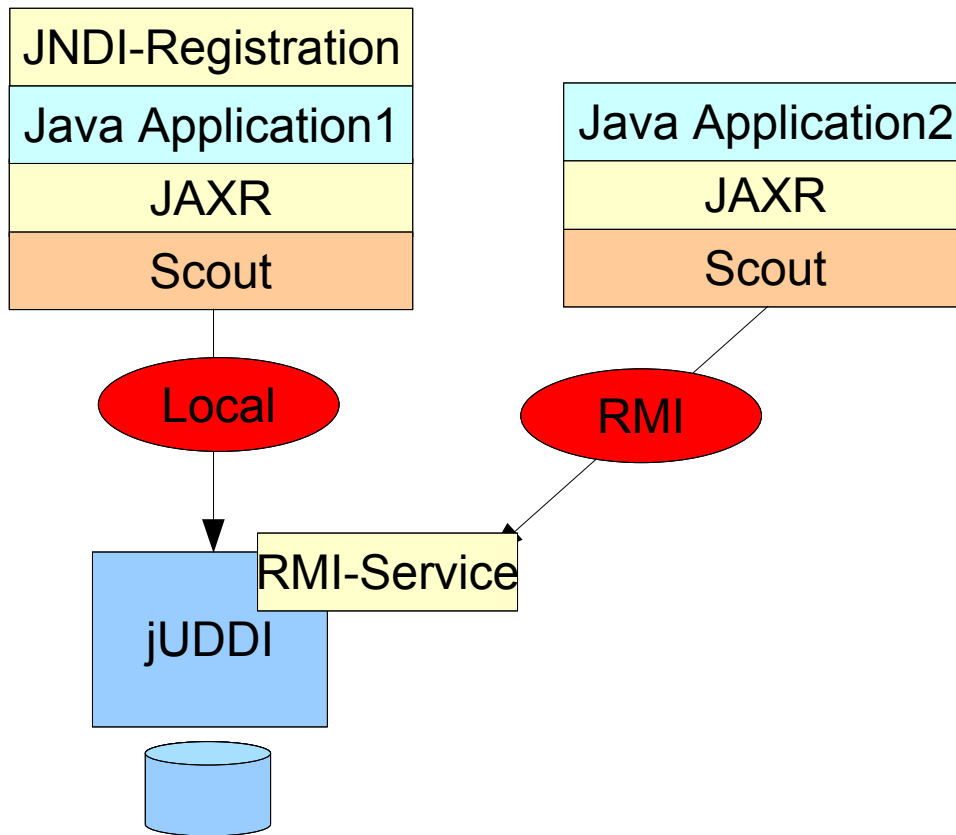 JNDI-Registration
Java Application1
JAXR
Scout
Java Application2
JAXR
Scout
Local
RMI
RMI-Service
jUDDI